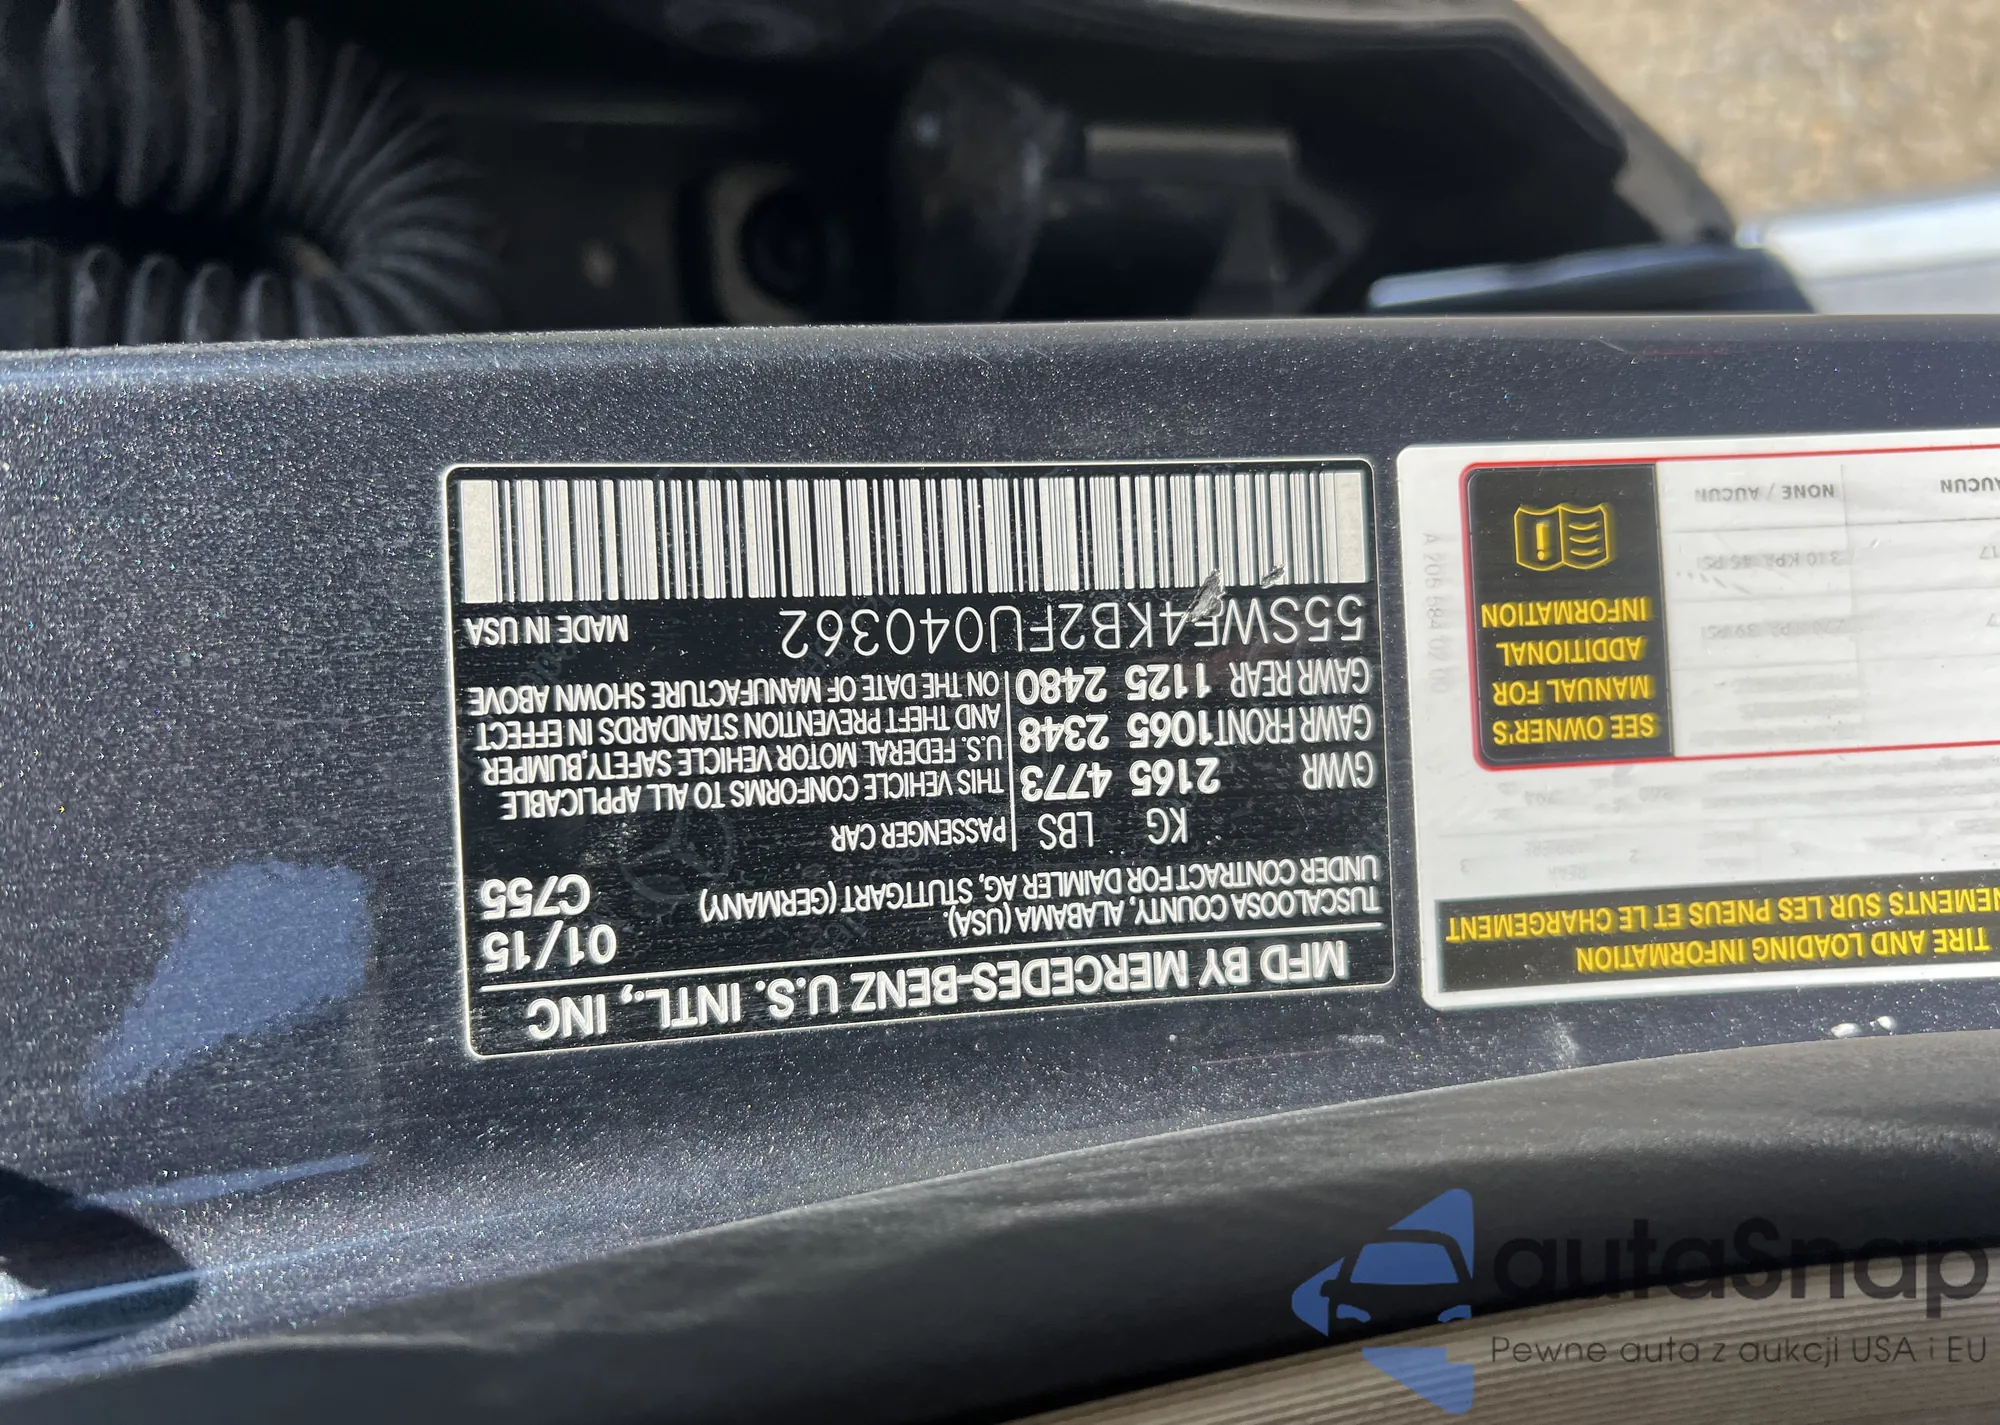 MFD BY MERCEDES-BENZ U.S. INTL., INC
TUSCALOOSA COUNTY, ALABAMA (USA).
UNDER CONTRACT FOR DAIMLER AG, STUTTGART (GERMANY)
01/15
C755
KG LBS
GVWR 2165 4773
GAWR FRONT 1065 2348
GAWR REAR 1125 2480
PASSENGER CAR
THIS VEHICLE CONFORMS TO ALL APPLICABLE
U.S. FEDERAL MOTOR VEHICLE SAFETY,BUMPER
AND THEFT PREVENTION STANDARDS IN EFFECT
ON THE DATE OF MANUFACTURE SHOWN ABOVE
55SWF4KB2FU040362 MADE IN USA
TIRE AND LOADING INFORMATION
SUR LES PNEUS ET LE CHARGEMENT
REAR
SEE OWNER'S
MANUAL FOR
ADDITIONAL
INFORMATION
NONE / AUCUN
autaSnap
Pewne auta z aukcji USA i EU